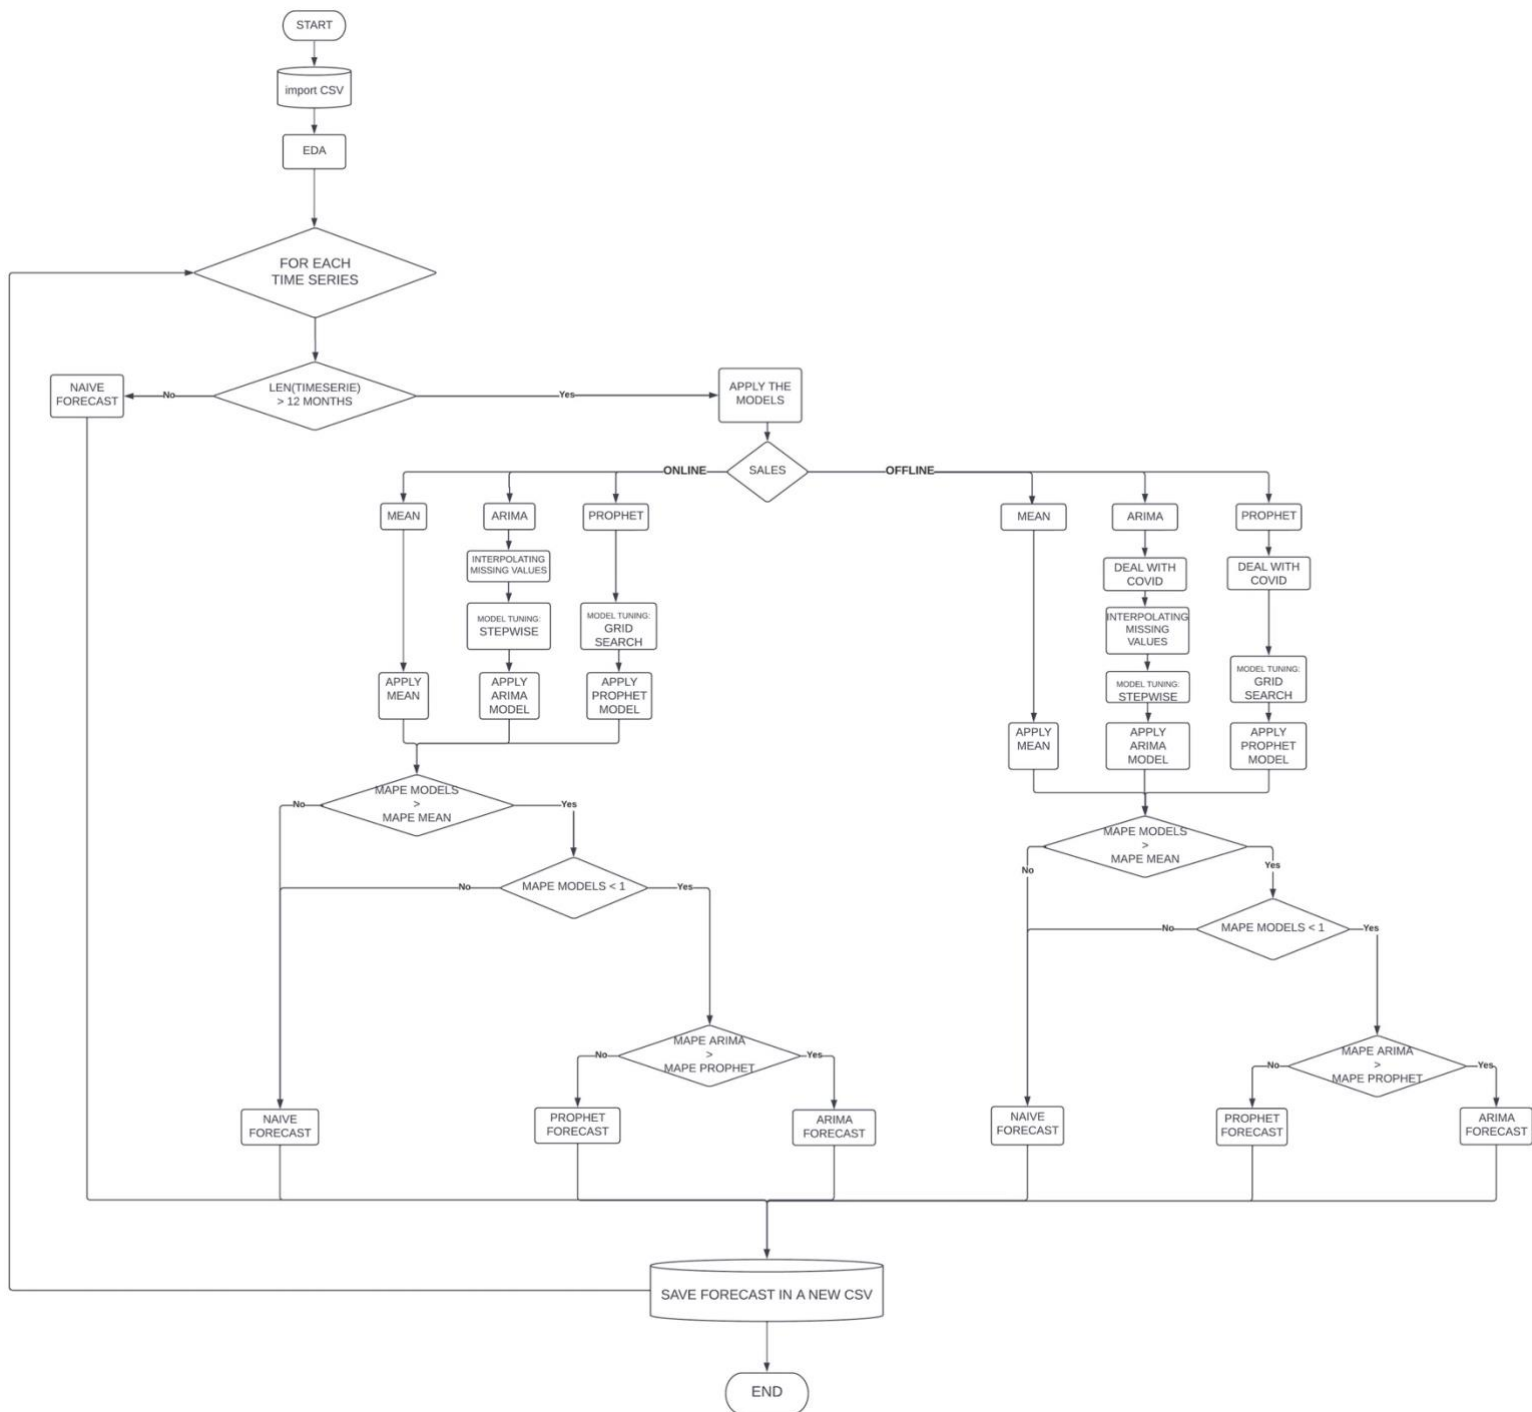 START
import CSV
EDA
FOR EACH
TIME SERIES
NAIVE
FORECAST
No
LEN(TIMESERIE)
> 12 MONTHS
Yes
APPLY THE
MODELS
ONLINE
SALES
OFFLINE
MEAN
ARIMA
PROPHET
INTERPOLATING
MISSING VALUES
MODEL TUNING:
STEPWISE
MODEL TUNING:
GRID
SEARCH
APPLY
MEAN
APPLY
ARIMA
MODEL
APPLY
PROPHET
MODEL
No
MAPE MODELS
>
MAPE MEAN
Yes
No
MAPE MODELS < 1
Yes
No
MAPE ARIMA
>
MAPE PROPHET
Yes
NAIVE
FORECAST
PROPHET
FORECAST
ARIMA
FORECAST
MEAN
ARIMA
PROPHET
DEAL WITH
COVID
DEAL WITH
COVID
INTERPOLATING
MISSING
VALUES
MODEL TUNING:
STEPWISE
MODEL TUNING:
GRID
SEARCH
APPLY
MEAN
APPLY
ARIMA
MODEL
APPLY
PROPHET
MODEL
MAPE MODELS
>
MAPE MEAN
No
Yes
No
MAPE MODELS < 1
Yes
No
MAPE ARIMA
>
MAPE PROPHET
Yes
NAIVE
FORECAST
PROPHET
FORECAST
ARIMA
FORECAST
SAVE FORECAST IN A NEW CSV
END